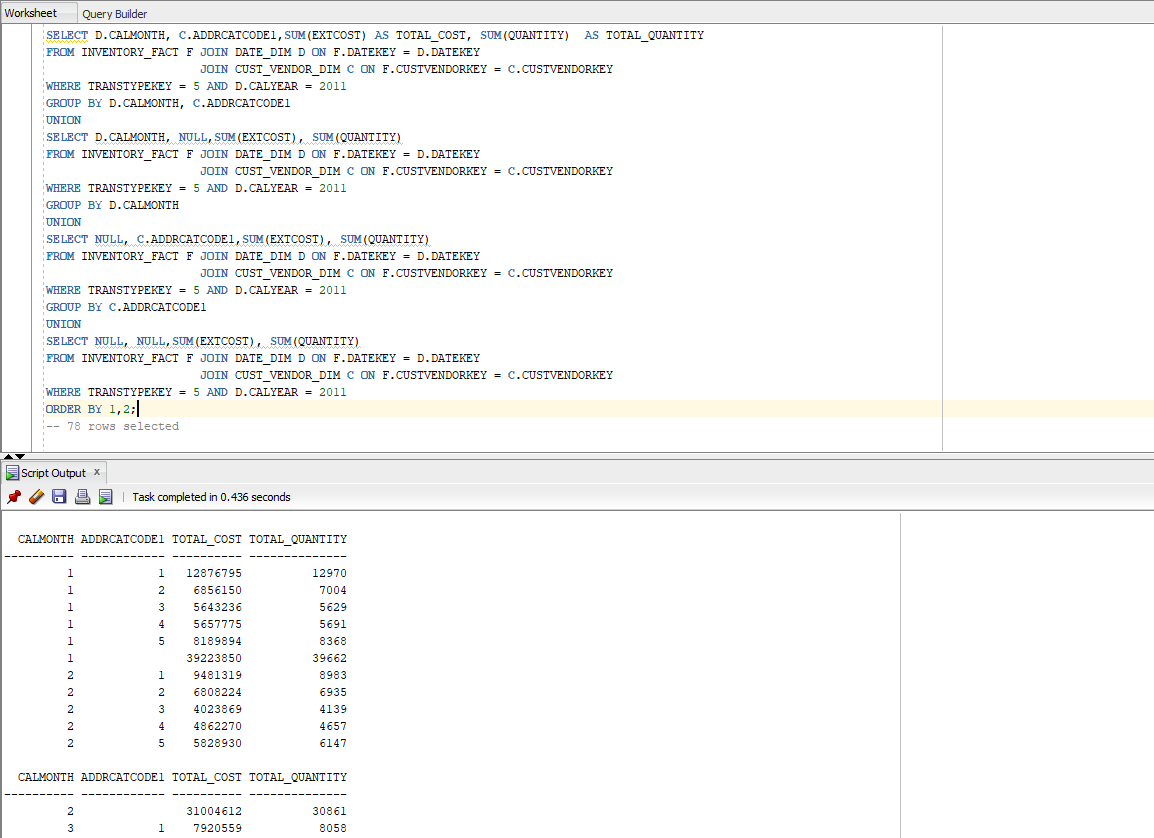 Worksheet Query Builder
SELECT D.CALMONTH, C.ADDRCATCODE1,SUM(EXTCOST) AS TOTAL_COST, SUM(QUANTITY)  AS TOTAL_QUANTITY
FROM INVENTORY_FACT F JOIN DATE_DIM D ON F.DATEKEY = D.DATEKEY
JOIN CUST_VENDOR_DIM C ON F.CUSTVENDORKEY = C.CUSTVENDORKEY
WHERE TRANSTYPEKEY = 5 AND D.CALYEAR = 2011
GROUP BY D.CALMONTH, C.ADDRCATCODE1
UNION
SELECT D.CALMONTH, NULL,SUM(EXTCOST), SUM(QUANTITY)
FROM INVENTORY_FACT F JOIN DATE_DIM D ON F.DATEKEY = D.DATEKEY
JOIN CUST_VENDOR_DIM C ON F.CUSTVENDORKEY = C.CUSTVENDORKEY
WHERE TRANSTYPEKEY = 5 AND D.CALYEAR = 2011
GROUP BY D.CALMONTH
UNION
SELECT NULL, C.ADDRCATCODE1,SUM(EXTCOST), SUM(QUANTITY)
FROM INVENTORY_FACT F JOIN DATE_DIM D ON F.DATEKEY = D.DATEKEY
JOIN CUST_VENDOR_DIM C ON F.CUSTVENDORKEY = C.CUSTVENDORKEY
WHERE TRANSTYPEKEY = 5 AND D.CALYEAR = 2011
GROUP BY C.ADDRCATCODE1
UNION
SELECT NULL, NULL,SUM(EXTCOST), SUM(QUANTITY)
FROM INVENTORY_FACT F JOIN DATE_DIM D ON F.DATEKEY = D.DATEKEY
JOIN CUST_VENDOR_DIM C ON F.CUSTVENDORKEY = C.CUSTVENDORKEY
WHERE TRANSTYPEKEY = 5 AND D.CALYEAR = 2011
ORDER BY 1,2;
-- 78 rows selected
Script Output x
Task completed in 0.436 seconds
CALMONTH ADDRCATCODE1 TOTAL_COST TOTAL_QUANTITY
---------- ------------ ---------- --------------
1 1 12876795 12970
1 2 6856150 7004
1 3 5643236 5629
1 4 5657775 5691
1 5 8189894 8368
1 39223850 39662
2 1 9481319 8983
2 2 6808224 6935
2 3 4023869 4139
2 4 4862270 4657
2 5 5828930 6147
CALMONTH ADDRCATCODE1 TOTAL_COST TOTAL_QUANTITY
---------- ------------ ---------- --------------
2 31004612 30861
3 1 7920559 8058